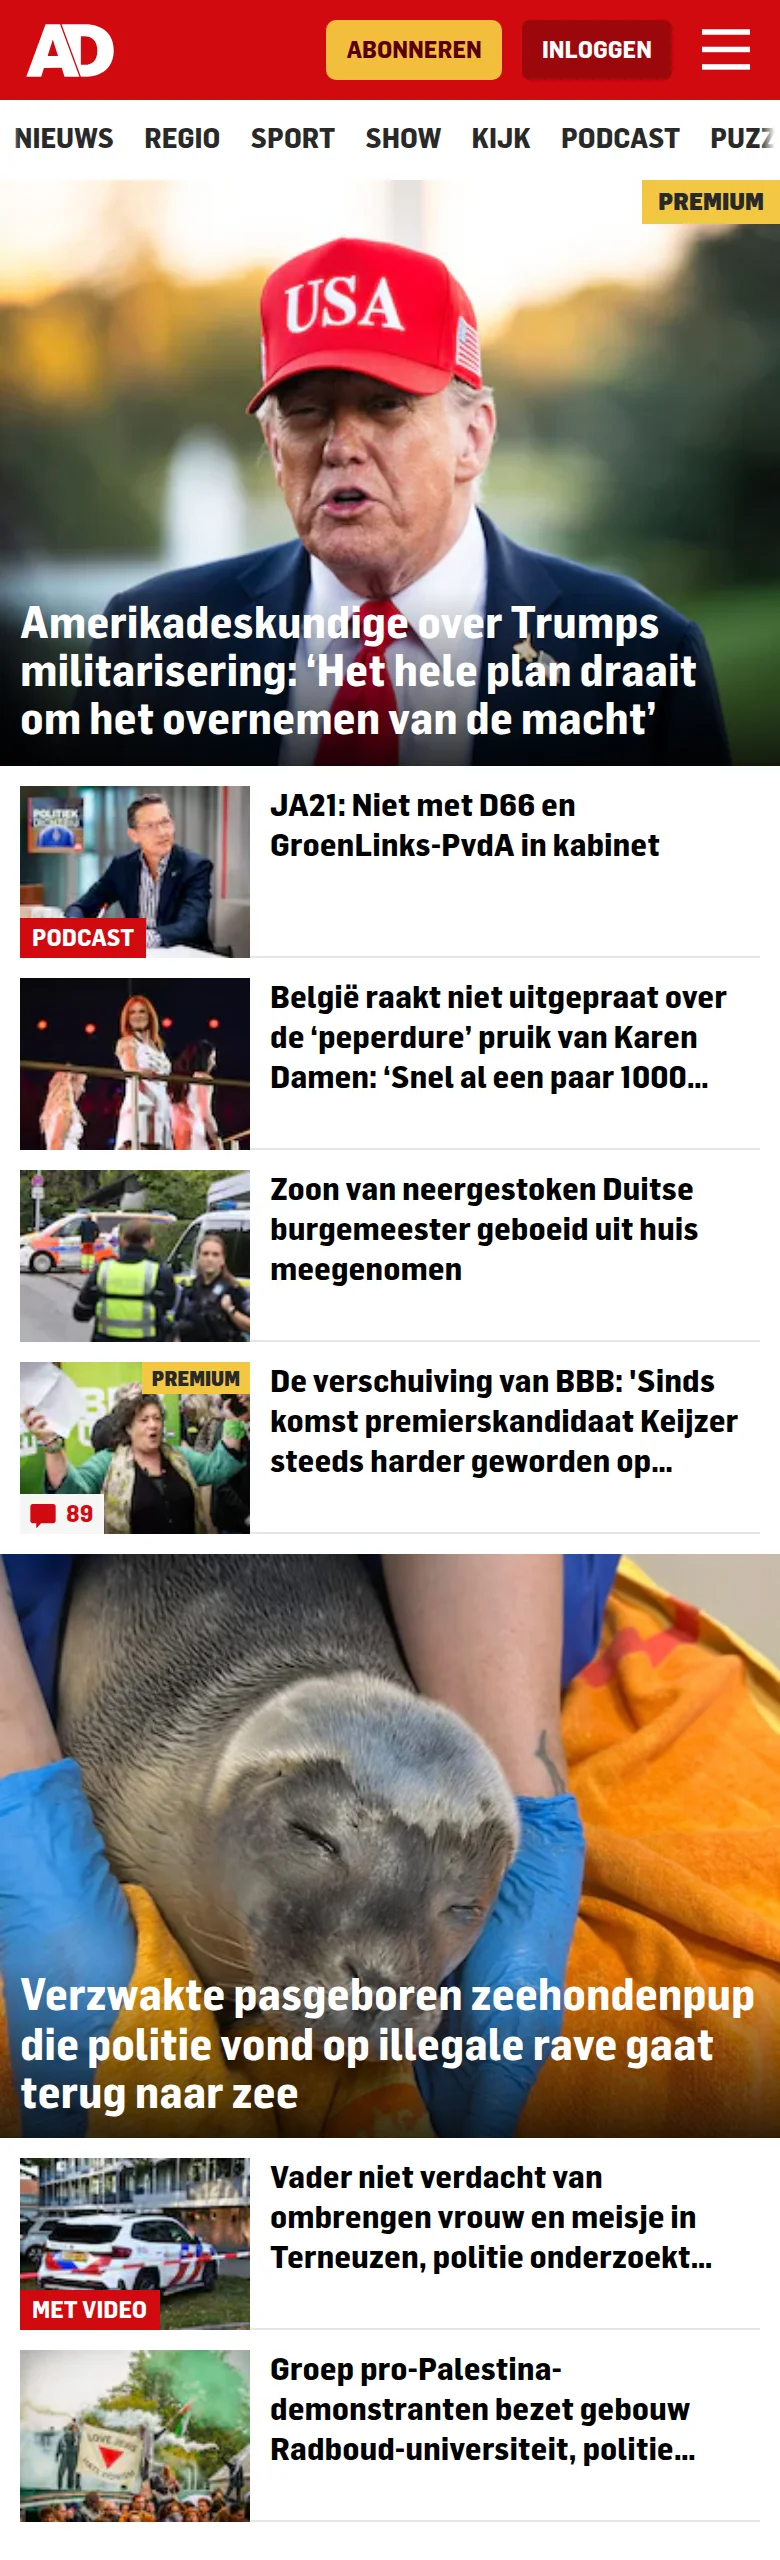 AD
ABONNEREN
INLOGGEN
NIEUWS REGIO SPORT SHOW KIJK PODCAST PUZZ
PREMIUM
USA
Amerikadeskundige over Trumps
militarisering: ‘Het hele plan draait
om het overnemen van de macht’
POLITIEK
DICHTBIJ
PODCAST
JA21: Niet met D66 en
GroenLinks-PvdA in kabinet
België raakt niet uitgepraat over
de ‘peperdure’ pruik van Karen
Damen: ‘Snel al een paar 1000...
Zoon van neergestoken Duitse
burgemeester geboeid uit huis
meegenomen
PREMIUM
89
De verschuiving van BBB: 'Sinds
komst premierskandidaat Keijzer
steeds harder geworden op...
Verzwakte pasgeboren zeehondenpup
die politie vond op illegale rave gaat
terug naar zee
MET VIDEO
Vader niet verdacht van
ombrengen vrouw en meisje in
Terneuzen, politie onderzoekt...
Groep pro-Palestina-
demonstranten bezet gebouw
Radboud-universiteit, politie...